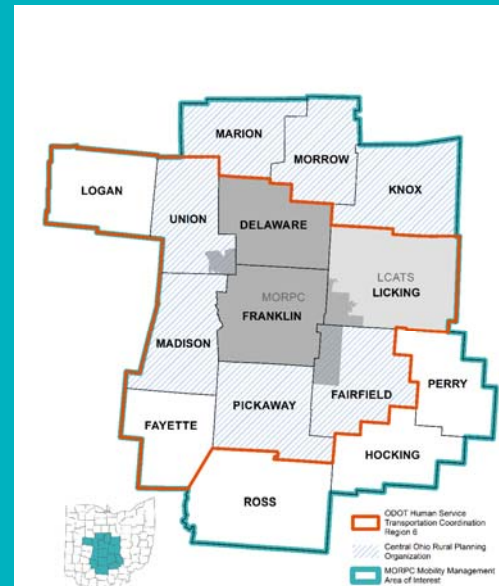 MARION
MORROW
LOGAN
KNOX
UNION
DELAWARE
LCATS
LICKING
MORPC
FRANKLIN
MADISON
PERRY
FAIRFIELD
PICKAWAY
FAYETTE
HOCKING
ROSS
ODOT Human Service
Transportation Coordination
Region 6
Central Ohio Rural Planning
Organization
MORPC Mobility Management
Area of Interest